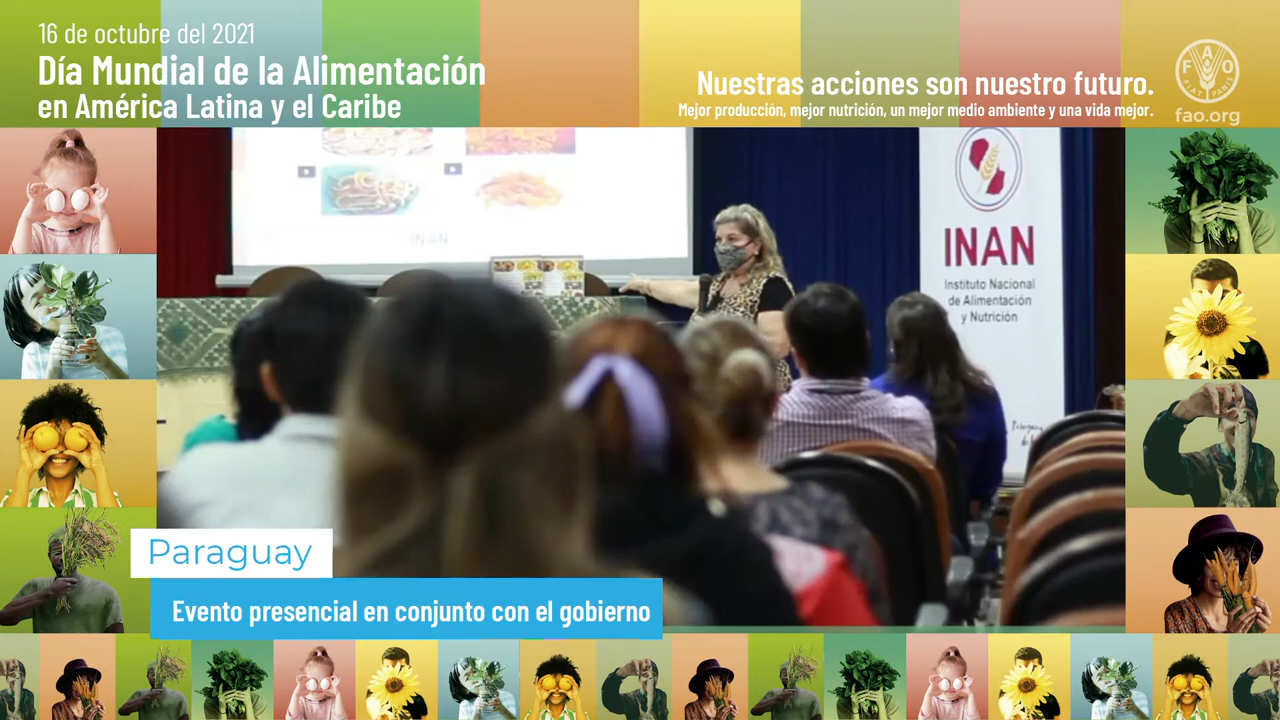 16 de octubre del 2021
Día Mundial de la Alimentación
en América Latina y el Caribe
Nuestras acciones son nuestro futuro.
Mejor producción, mejor nutrición, un mejor medio ambiente y una vida mejor.
FAO
FIAT PANIS
fao.org
INAN
INAN
Instituto Nacional
de Alimentación
y Nutrición
Paraguay
Evento presencial en conjunto con el gobierno